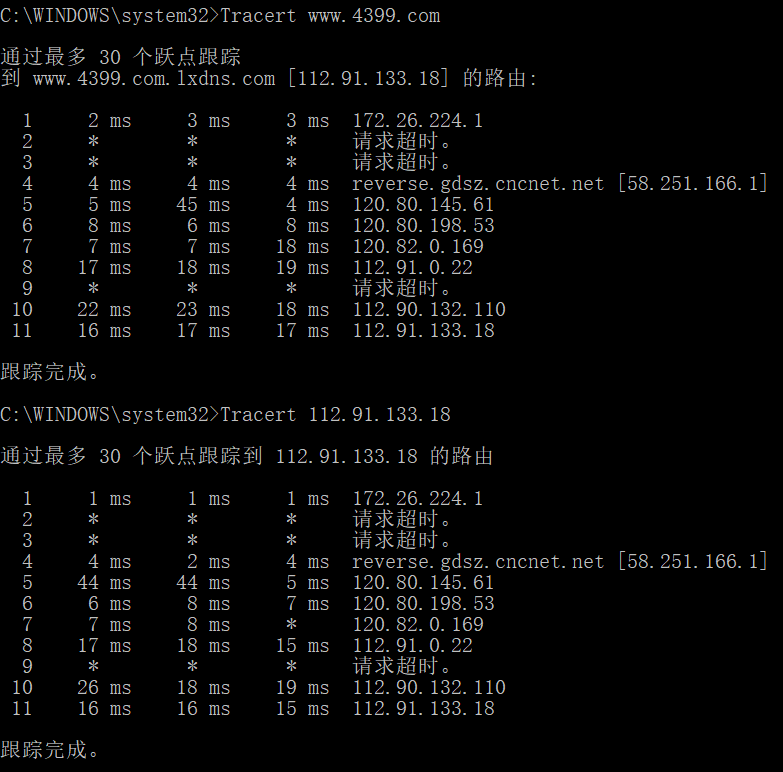 C:\WINDOWS\system32>Tracert www.4399.com
通过最多 30 个跃点跟踪
到 www.4399.com.lxdns.com [112.91.133.18] 的路由:
1 2 ms 3 ms 3 ms 172.26.224.1
2 * * * 请求超时。
3 * * * 请求超时。
4 4 ms 4 ms 4 ms reverse.gdsz.cncnet.net [58.251.166.1]
5 5 ms 45 ms 4 ms 120.80.145.61
6 8 ms 6 ms 8 ms 120.80.198.53
7 7 ms 7 ms 18 ms 120.82.0.169
8 17 ms 18 ms 19 ms 112.91.0.22
9 * * * 请求超时。
10 22 ms 23 ms 18 ms 112.90.132.110
11 16 ms 17 ms 17 ms 112.91.133.18
跟踪完成。
C:\WINDOWS\system32>Tracert 112.91.133.18
通过最多 30 个跃点跟踪到 112.91.133.18 的路由
1 1 ms 1 ms 1 ms 172.26.224.1
2 * * * 请求超时。
3 * * * 请求超时。
4 4 ms 2 ms 4 ms reverse.gdsz.cncnet.net [58.251.166.1]
5 44 ms 44 ms 5 ms 120.80.145.61
6 6 ms 8 ms 7 ms 120.80.198.53
7 7 ms 8 ms * 120.82.0.169
8 17 ms 18 ms 15 ms 112.91.0.22
9 * * * 请求超时。
10 26 ms 18 ms 19 ms 112.90.132.110
11 16 ms 16 ms 15 ms 112.91.133.18
跟踪完成。